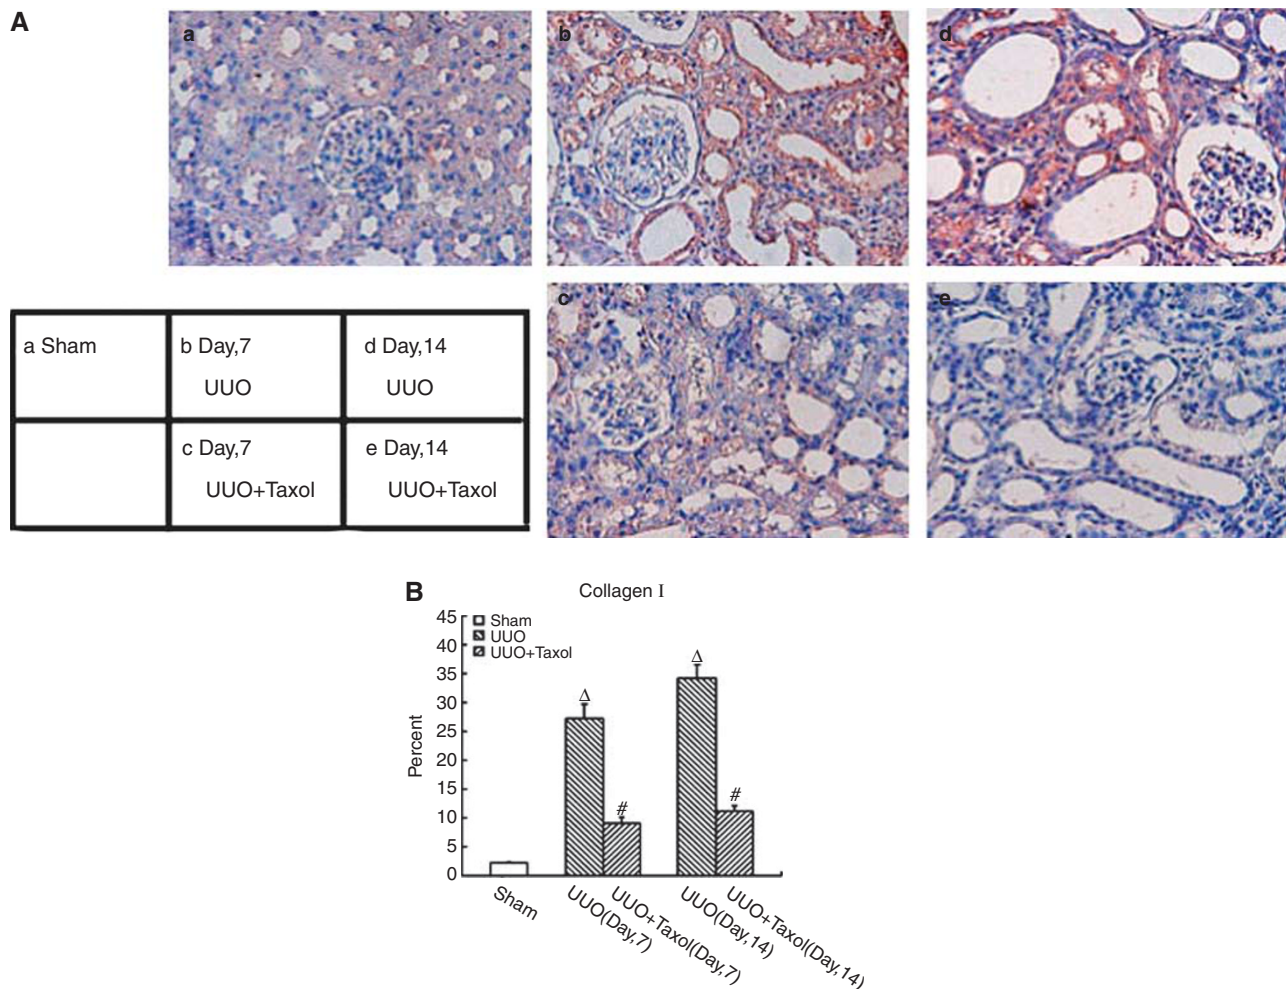 A
a
b
d
c
e
a Sham
b Day,7
UUO
d Day,14
UUO
c Day,7
UUO+Taxol
e Day,14
UUO+Taxol
B
Collagen I
45
40
35
30
25
20
15
10
5
0
Percent
Sham
UUO
UUO+Taxol
Δ
#
Δ
#
Sham
UUO(Day,7)
UUO+Taxol(Day,7)
UUO(Day,14)
UUO+Taxol(Day,14)